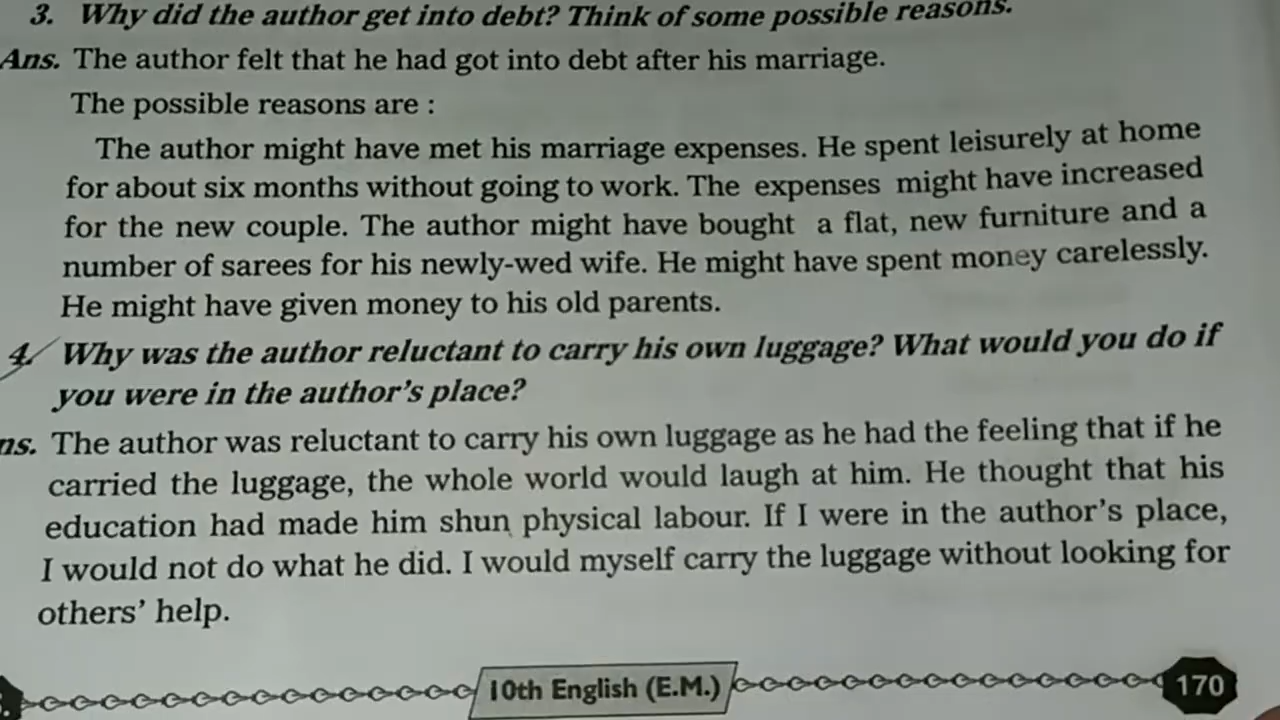 3. Why did the author get into debt? Think of some possible reasons.
Ans. The author felt that he had got into debt after his marriage.
The possible reasons are :
The author might have met his marriage expenses. He spent leisurely at home
for about six months without going to work. The expenses might have increased
for the new couple. The author might have bought a flat, new furniture and a
number of sarees for his newly-wed wife. He might have spent money carelessly.
He might have given money to his old parents.
4. Why was the author reluctant to carry his own luggage? What would you do if
you were in the author's place?
ns. The author was reluctant to carry his own luggage as he had the feeling that if he
carried the luggage, the whole world would laugh at him. He thought that his
education had made him shun physical labour. If I were in the author's place,
I would not do what he did. I would myself carry the luggage without looking for
others' help.
10th English (E.M.)
170